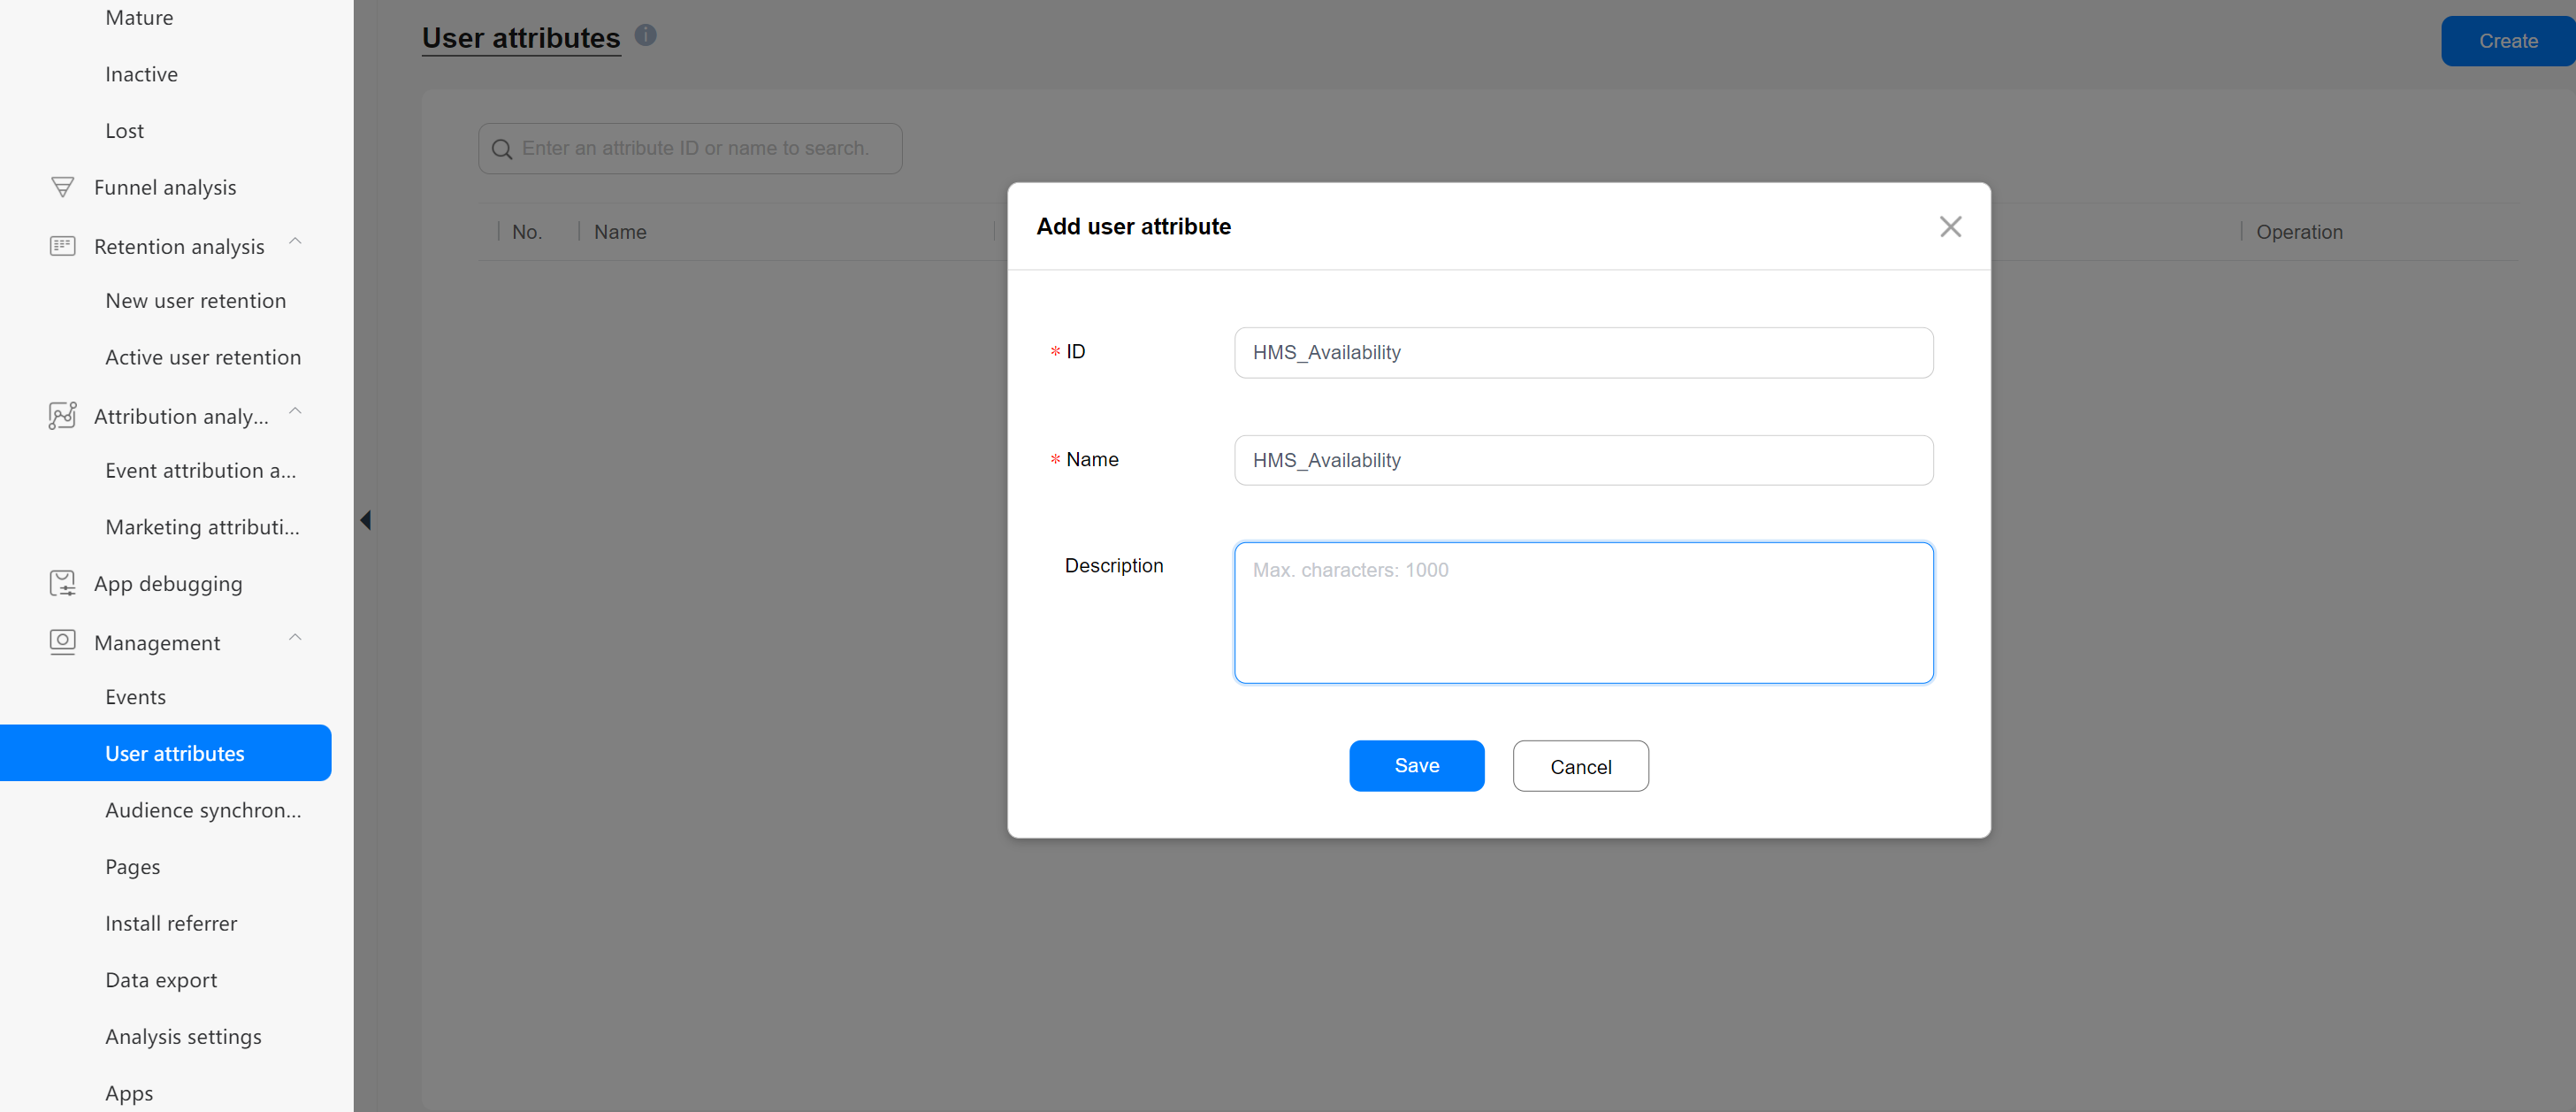 Mature
Inactive
Lost
Funnel analysis
Retention analysis
New user retention
Active user retention
Attribution analy...
Event attribution a...
Marketing attributi...
App debugging
Management
Events
User attributes
Audience synchron...
Pages
Install referrer
Data export
Analysis settings
Apps
User attributes
Create
Enter an attribute ID or name to search.
No. Name Operation
Add user attribute
* ID HMS_Availability
* Name HMS_Availability
Description Max. characters: 1000
Save Cancel